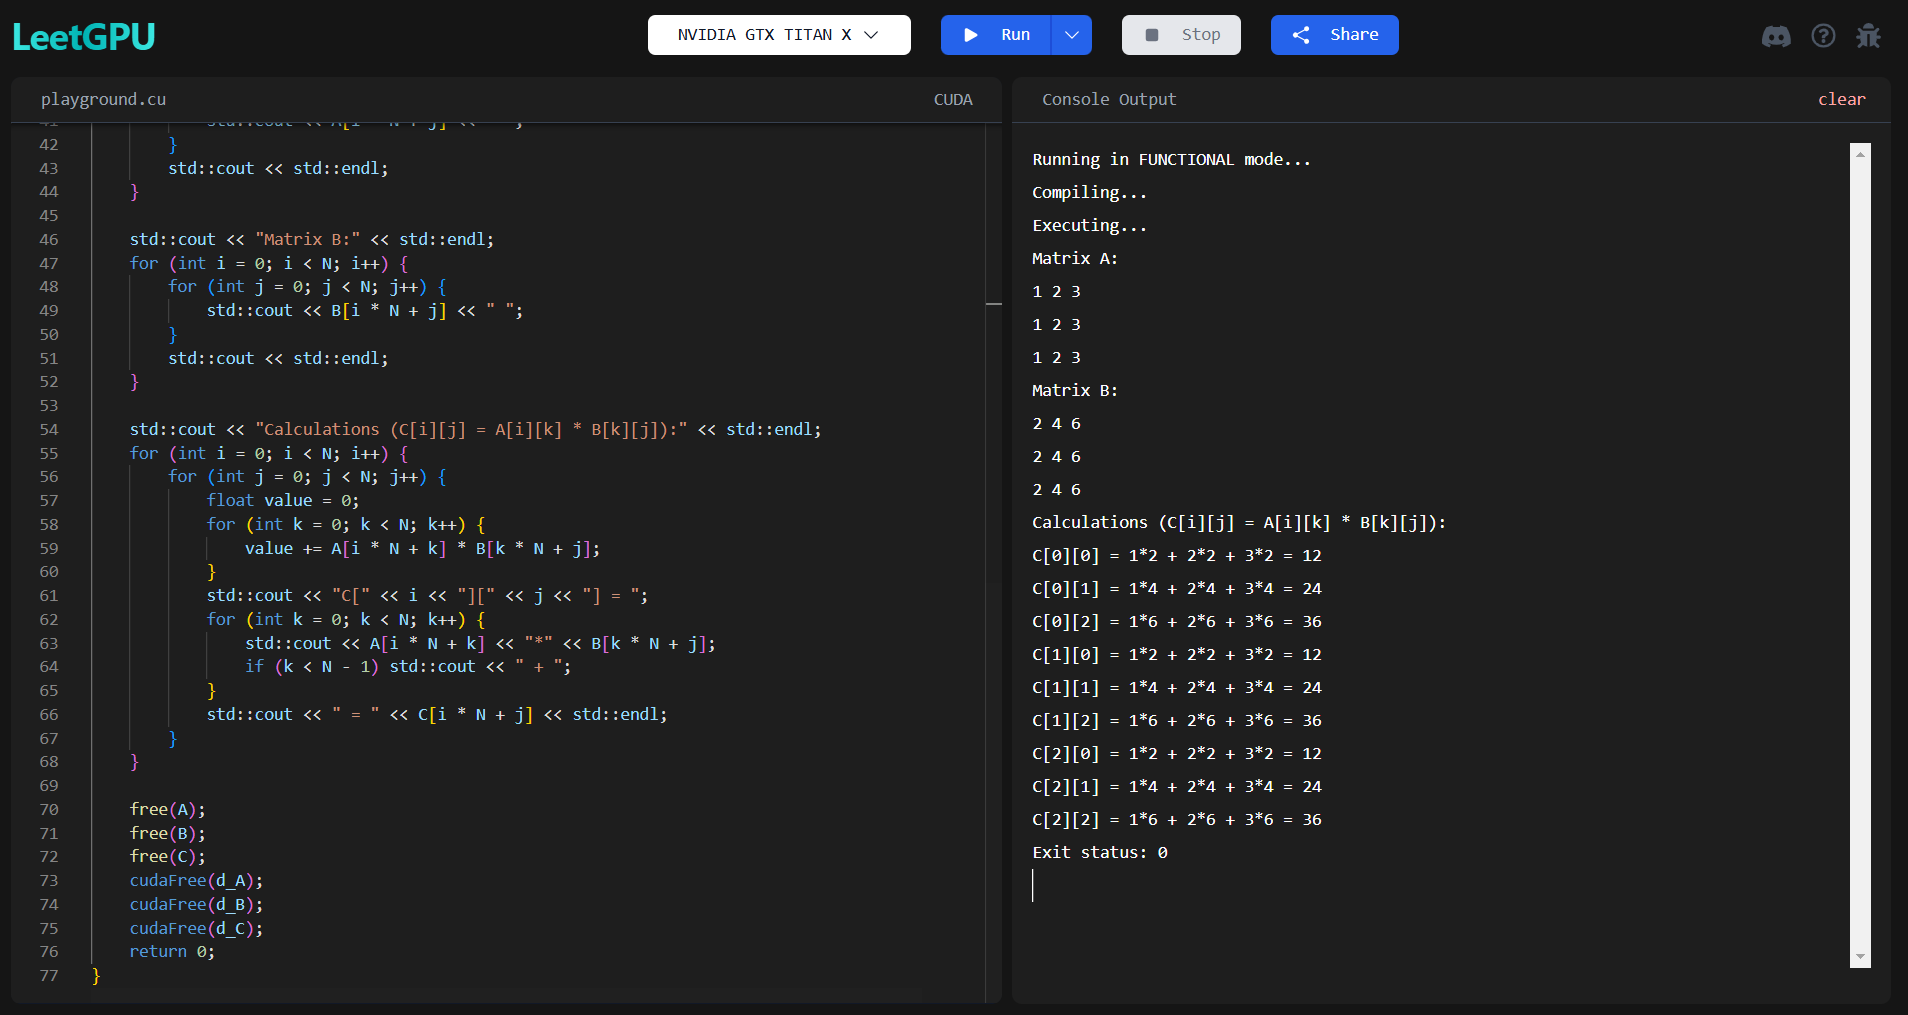 LeetGPU
NVIDIA GTX TITAN X
Run
Stop
Share
playground.cu
CUDA
42 }
43 std::cout << std::endl;
44 }
45
46 std::cout << "Matrix B:" << std::endl;
47 for (int i = 0; i < N; i++) {
48 for (int j = 0; j < N; j++) {
49 std::cout << B[i * N + j] << " ";
50 }
51 std::cout << std::endl;
52 }
53
54 std::cout << "Calculations (C[i][j] = A[i][k] * B[k][j]):" << std::endl;
55 for (int i = 0; i < N; i++) {
56 for (int j = 0; j < N; j++) {
57 float value = 0;
58 for (int k = 0; k < N; k++) {
59 value += A[i * N + k] * B[k * N + j];
60 }
61 std::cout << "C[" << i << "][" << j << "] = ";
62 for (int k = 0; k < N; k++) {
63 std::cout << A[i * N + k] << "*" << B[k * N + j];
64 if (k < N - 1) std::cout << " + ";
65 }
66 std::cout << " = " << C[i * N + j] << std::endl;
67 }
68 }
69
70 free(A);
71 free(B);
72 free(C);
73 cudaFree(d_A);
74 cudaFree(d_B);
75 cudaFree(d_C);
76 return 0;
77 }
Console Output
clear
Running in FUNCTIONAL mode...
Compiling...
Executing...
Matrix A:
1 2 3
1 2 3
1 2 3
Matrix B:
2 4 6
2 4 6
2 4 6
Calculations (C[i][j] = A[i][k] * B[k][j]):
C[0][0] = 1*2 + 2*2 + 3*2 = 12
C[0][1] = 1*4 + 2*4 + 3*4 = 24
C[0][2] = 1*6 + 2*6 + 3*6 = 36
C[1][0] = 1*2 + 2*2 + 3*2 = 12
C[1][1] = 1*4 + 2*4 + 3*4 = 24
C[1][2] = 1*6 + 2*6 + 3*6 = 36
C[2][0] = 1*2 + 2*2 + 3*2 = 12
C[2][1] = 1*4 + 2*4 + 3*4 = 24
C[2][2] = 1*6 + 2*6 + 3*6 = 36
Exit status: 0